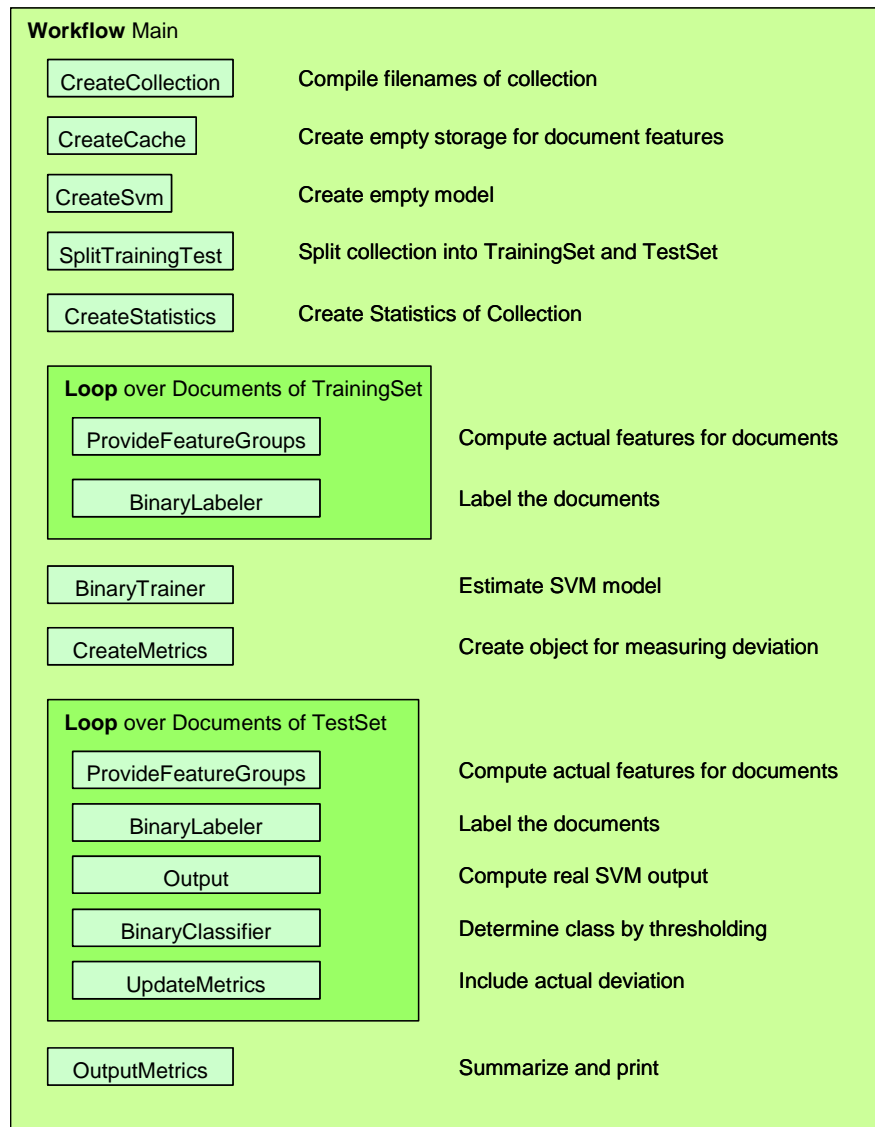 Workflow Main
CreateCollection Compile filenames of collection
CreateCache Create empty storage for document features
CreateSvm Create empty model
SplitTrainingTest Split collection into TrainingSet and TestSet
CreateStatistics Create Statistics of Collection
Loop over Documents of TrainingSet
ProvideFeatureGroups Compute actual features for documents
BinaryLabeler Label the documents
BinaryTrainer Estimate SVM model
CreateMetrics Create object for measuring deviation
Loop over Documents of TestSet
ProvideFeatureGroups Compute actual features for documents
BinaryLabeler Label the documents
Output Compute real SVM output
BinaryClassifier Determine class by thresholding
UpdateMetrics Include actual deviation
OutputMetrics Summarize and print